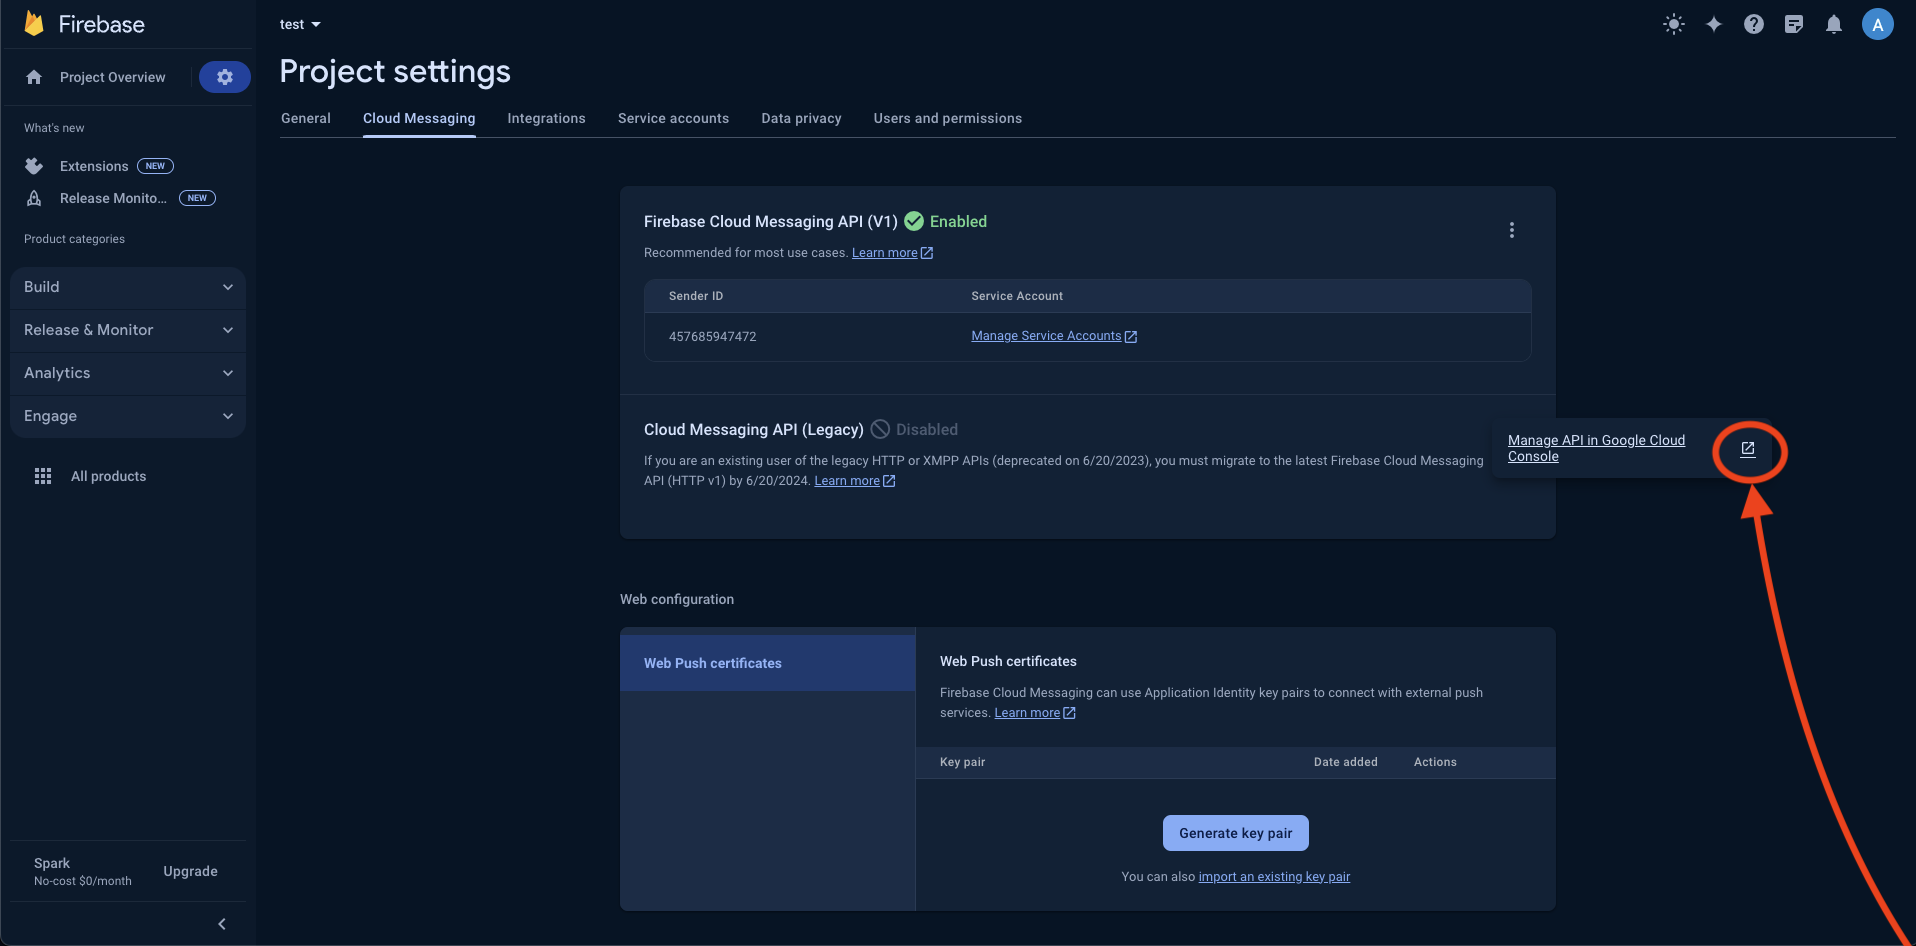 Firebase
test
A
Project Overview
Project settings
General
Cloud Messaging
Integrations
Service accounts
Data privacy
Users and permissions
What's new
Extensions NEW
Release Monito... NEW
Product categories
Build
Release & Monitor
Analytics
Engage
All products
Spark
No-cost $0/month
Upgrade
Firebase Cloud Messaging API (V1) Enabled
Recommended for most use cases. Learn more
Sender ID
Service Account
457685947472
Manage Service Accounts
Cloud Messaging API (Legacy) Disabled
If you are an existing user of the legacy HTTP or XMPP APIs (deprecated on 6/20/2023), you must migrate to the latest Firebase Cloud Messaging
API (HTTP v1) by 6/20/2024. Learn more
Manage API in Google Cloud
Console
Web configuration
Web Push certificates
Web Push certificates
Firebase Cloud Messaging can use Application Identity key pairs to connect with external push
services. Learn more
Key pair
Date added
Actions
Generate key pair
You can also import an existing key pair